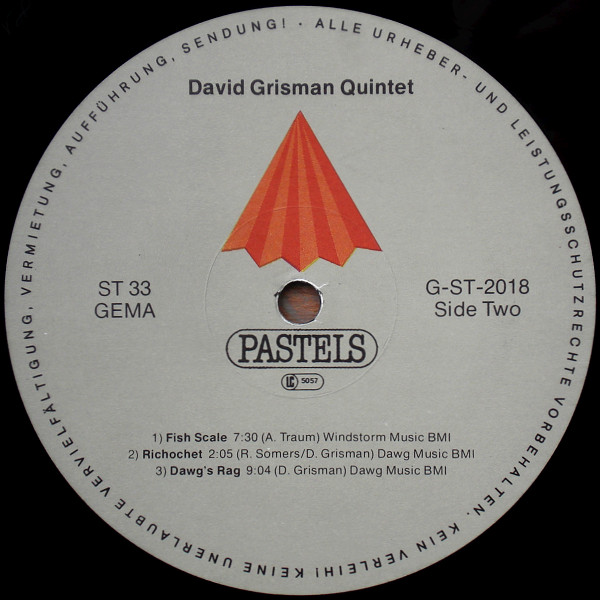 ALLE URHEBER- UND LEISTUNGSSCHUTZRECHTE VORBEHALTEN. KEIN VERLEIH! KEINE UNERLAUBTE VERVIELFÄLTIGUNG, VERMIETUNG, AUFFÜHRUNG, SENDUNG! ·
David Grisman Quintet
ST 33
GEMA
G-ST-2018
Side Two
PASTELS
LC 5057
1) Fish Scale 7:30 (A. Traum) Windstorm Music BMI
2) Richochet 2:05 (R. Somers/D. Grisman) Dawg Music BMI
3) Dawg's Rag 9:04 (D. Grisman) Dawg Music BMI